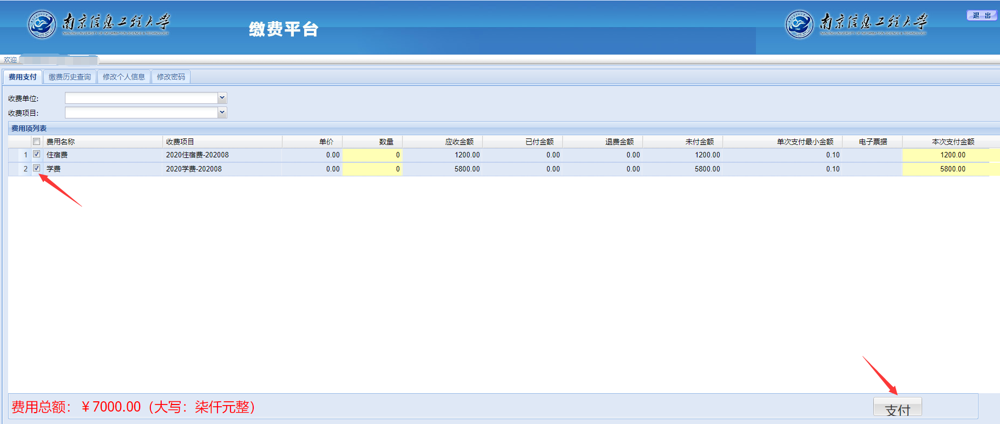 南京信息工程大学
缴费平台
南京信息工程大学
退 出
欢迎
费用支付 缴费历史查询 修改个人信息 修改密码
收费单位:
收费项目:
费用项列表
费用名称 收费项目 单价 数量 应收金额 已付金额 退费金额 未付金额 单次支付最小金额 电子票据 本次支付金额
1 住宿费 2020住宿费-202008 0.00 0 1200.00 0.00 0.00 1200.00 0.10 1200.00
2 学费 2020学费-202008 0.00 0 5800.00 0.00 0.00 5800.00 0.10 5800.00
费用总额：￥7000.00（大写：柒仟元整） 支付